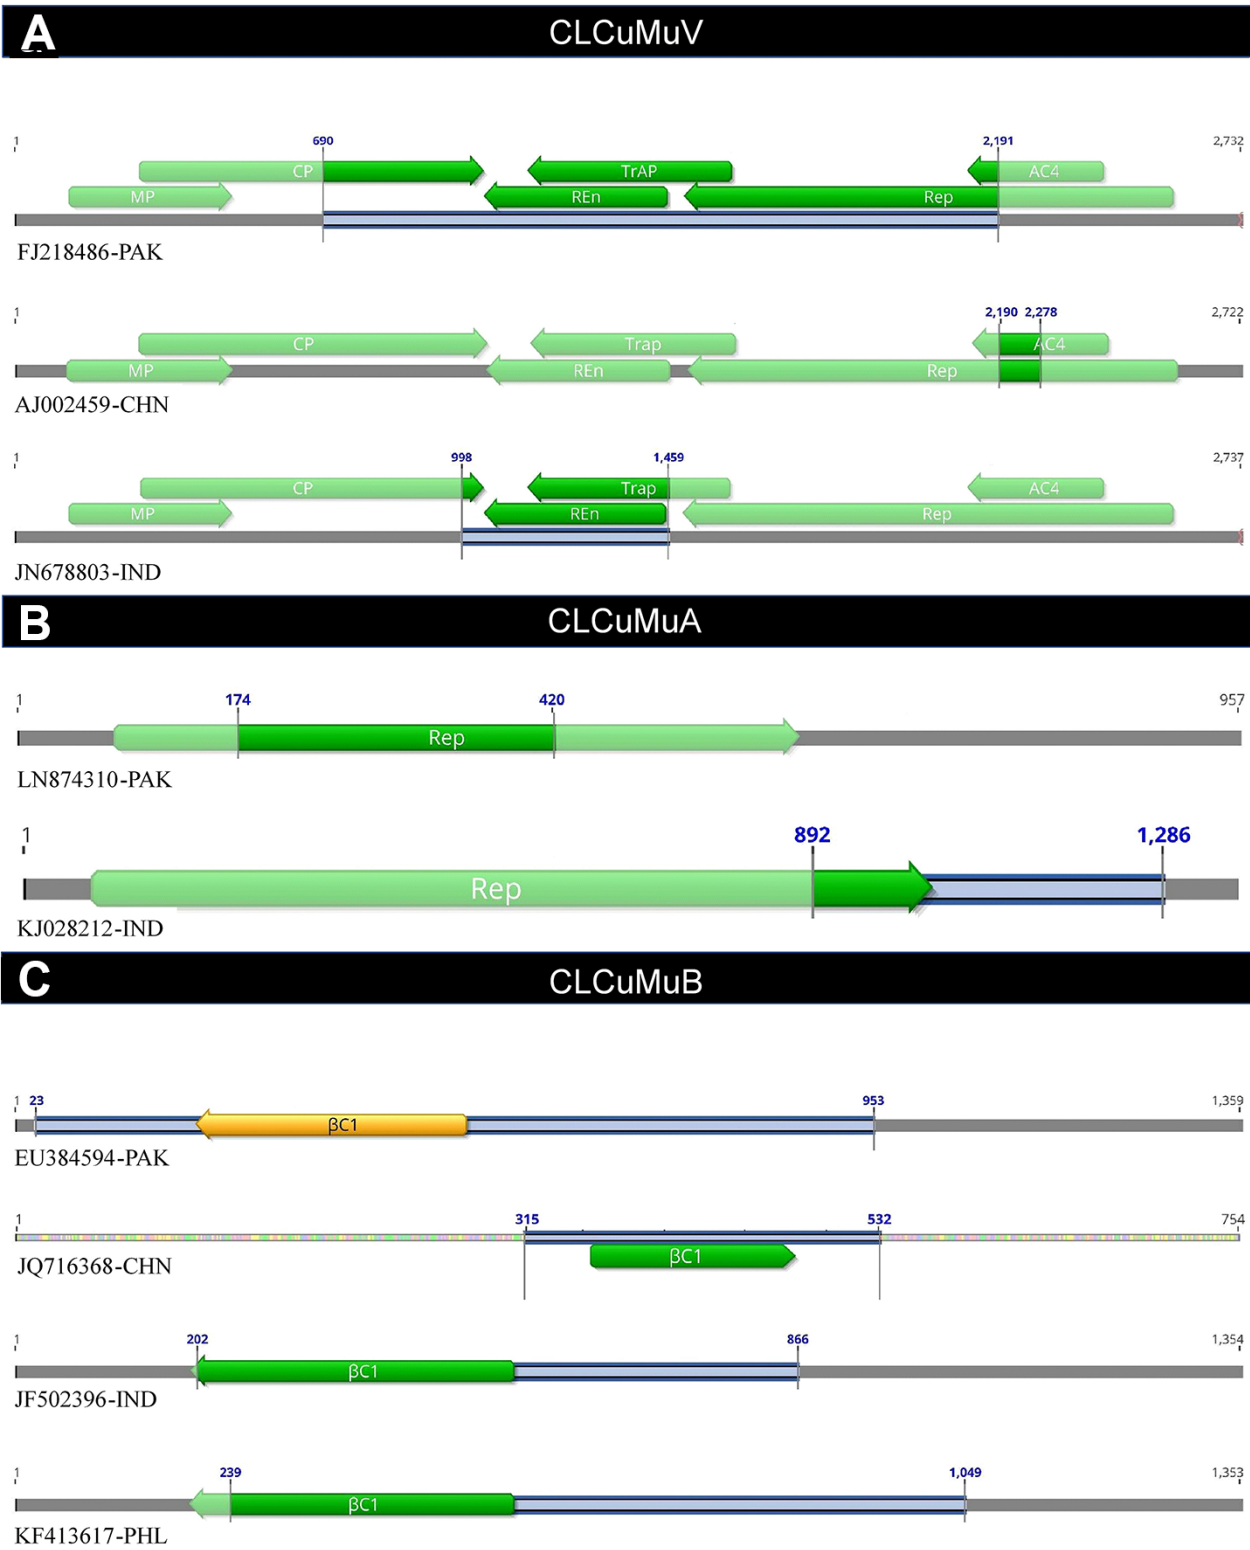 A CLCuMuV
1 690 2,191 2,732
CP TrAP AC4
MP REn Rep
FJ218486-PAK
1 2,190 2,278 2,722
CP Trap AC4
MP REn Rep
AJ002459-CHN
1 998 1,459 2,737
CP Trap AC4
MP REn Rep
JN678803-IND
B CLCuMuA
1 174 420 957
Rep
LN874310-PAK
1 892 1,286
Rep
KJ028212-IND
C CLCuMuB
1 23 953 1,359
βC1
EU384594-PAK
1 315 532 754
βC1
JQ716368-CHN
1 202 866 1,354
βC1
JF502396-IND
1 239 1,049 1,353
βC1
KF413617-PHL